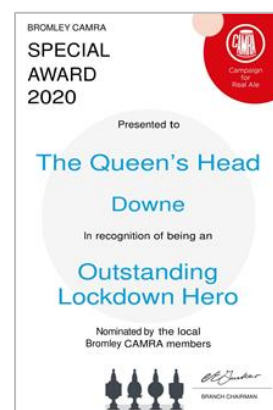 BROMLEY CAMRA
SPECIAL
AWARD
2020
CAMRA
Campaign
for
Real Ale
Presented to
The Queen's Head
Downe
In recognition of being an
Outstanding
Lockdown Hero
Nominated by the local
Bromley CAMRA members
BRANCH CHAIRMAN